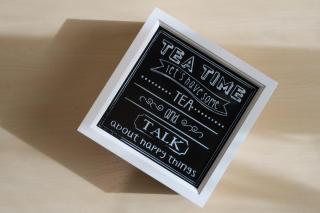 TEA TIME
let's have some
TEA
and
TALK
about happy things